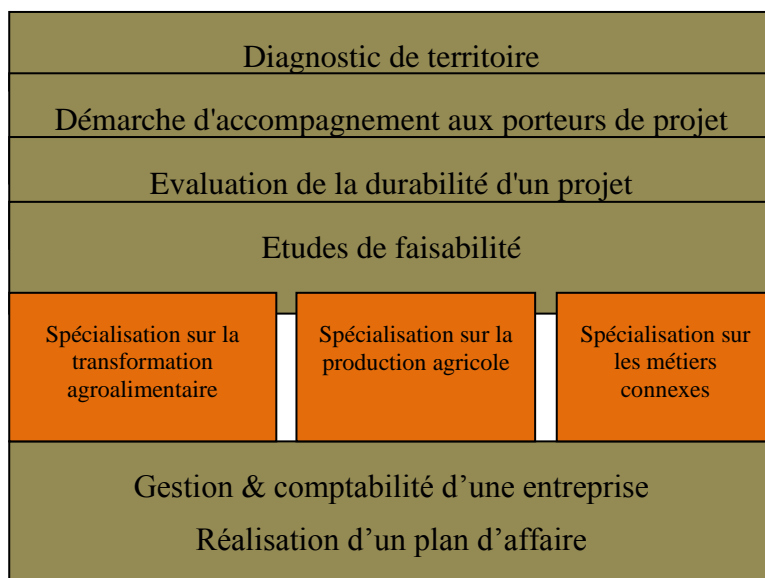 Diagnostic de territoire
Démarche d'accompagnement aux porteurs de projet
Evaluation de la durabilité d'un projet
Etudes de faisabilité
Spécialisation sur la
transformation
agroalimentaire
Spécialisation sur la
production agricole
Spécialisation sur
les métiers
connexes
Gestion & comptabilité d’une entreprise
Réalisation d’un plan d’affaire